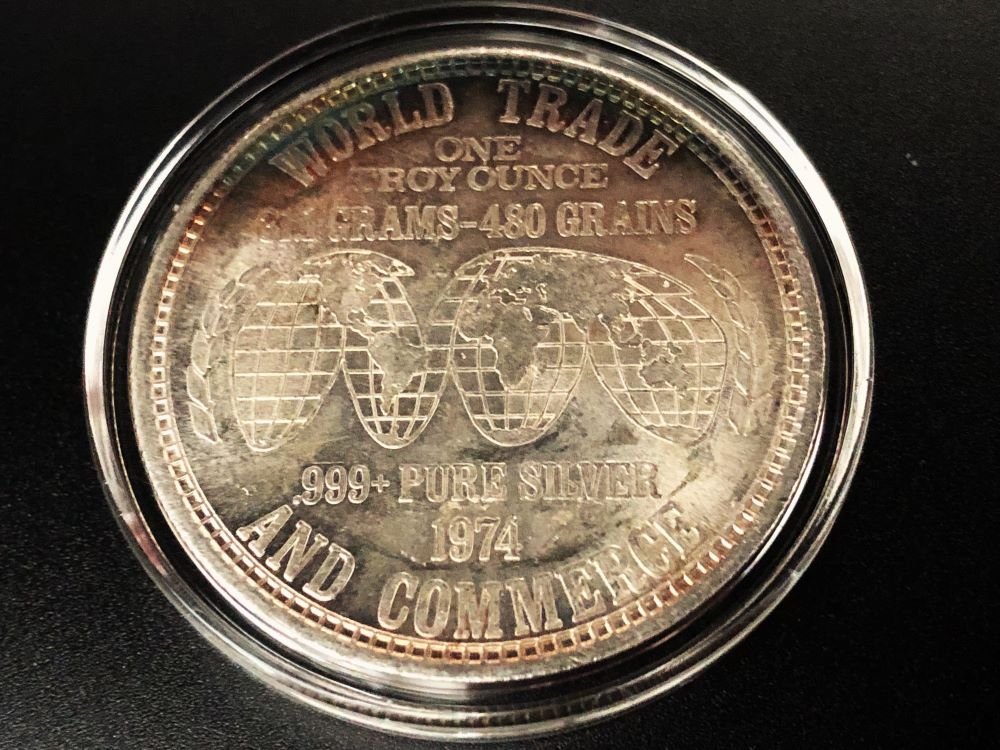 WORLD TRADE
ONE
TROY OUNCE
GRAMS-480 GRAINS
.999+ PURE SILVER
1974
AND COMMERCE